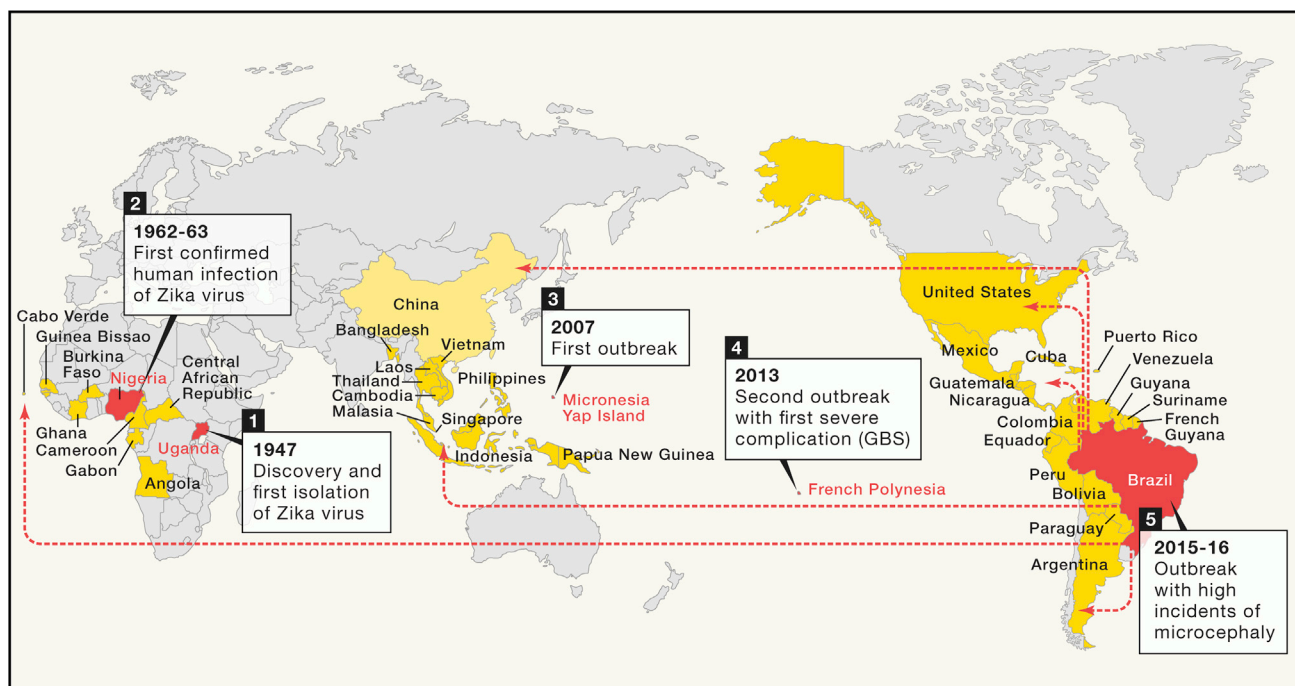 2
1962-63
First confirmed
human infection
of Zika virus
Cabo Verde
Guinea Bissao
Burkina
Faso
Nigeria
Central
African
Republic
Ghana
Cameroon
Gabon
Uganda
Angola
1
1947
Discovery and
first isolation
of Zika virus
China
Bangladesh
Vietnam
Laos
Thailand
Cambodia
Malasia
Philippines
Singapore
Indonesia
Papua New Guinea
3
2007
First outbreak
Micronesia
Yap Island
4
2013
Second outbreak
with first severe
complication (GBS)
French Polynesia
United States
Mexico
Cuba
Puerto Rico
Venezuela
Guatemala
Nicaragua
Guyana
Suriname
French
Guyana
Colombia
Equador
Peru
Brazil
Bolivia
Paraguay
Argentina
5
2015-16
Outbreak
with high
incidents of
microcephaly